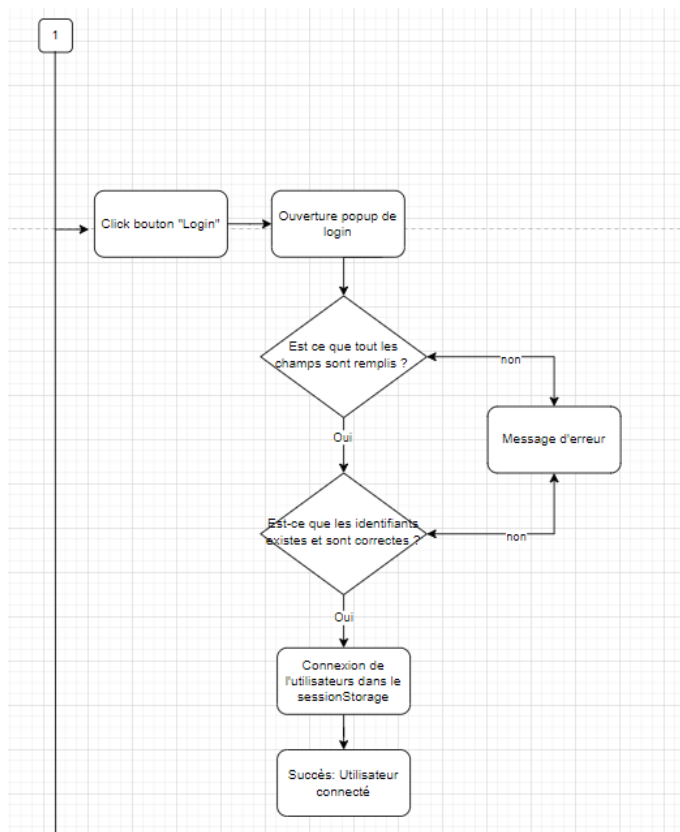 1
Click bouton "Login"
Ouverture popup de
login
Est ce que tout les
champs sont remplis ?
non
Oui
Message d'erreur
Est-ce que les identifiants
existes et sont correctes ?
non
Oui
Connexion de
l'utilisateurs dans le
sessionStorage
Succès: Utilisateur
connecté